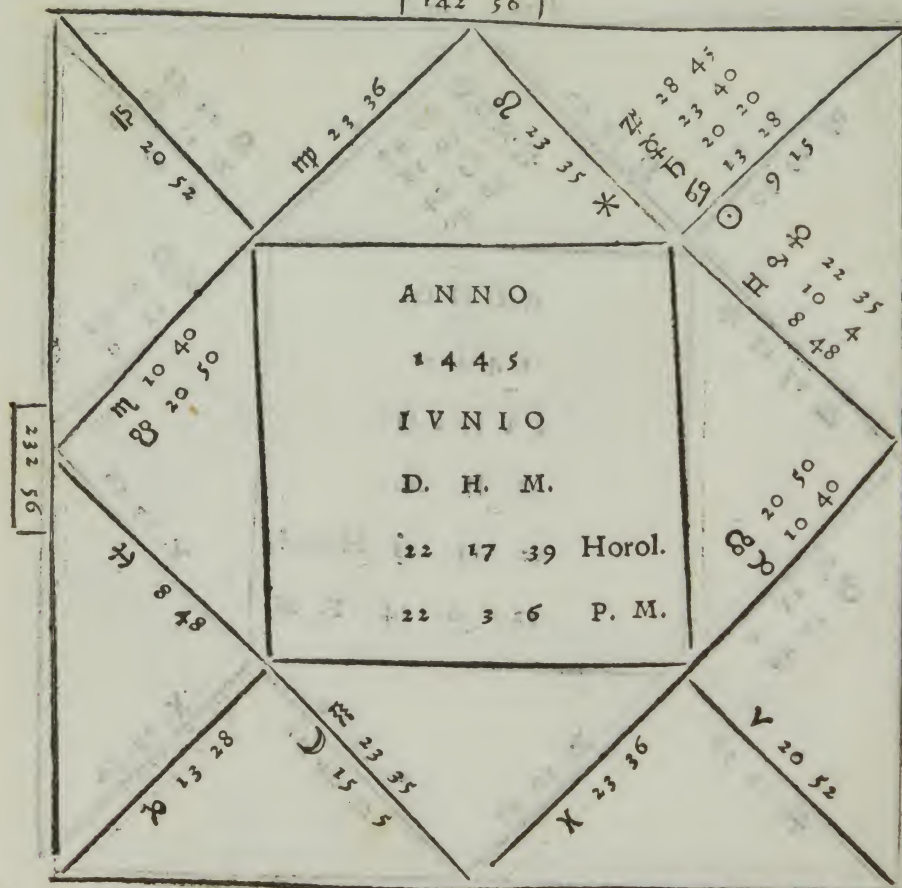 142 56
♎ 20 52
♍ 23 36
♌ 23 35 ✶
28 45
23 40
20 20
♋ 13 28
☉ 9 15
22 35
10 4
♊ 8 48
ANNO
1445
IVNIO
D. H. M.
22 17 39 Horol.
22 3 6 P. M.
♏ 10 40
☋ 20 50
232 56
☊ 20 50
♉ 10 40
♐ 8 48
♑ 13 28
♒ 23 35
☽ 15 5
♓ 23 36
♈ 20 52